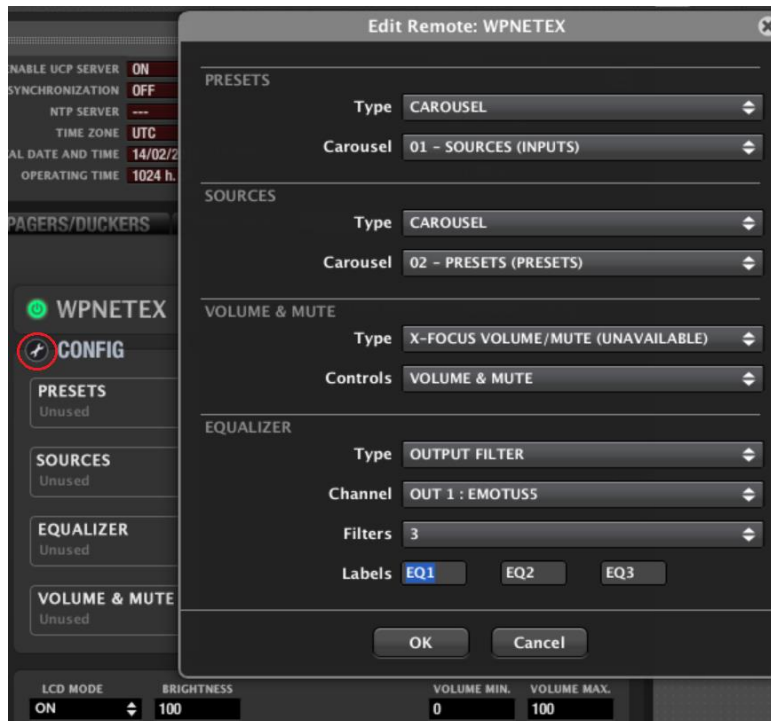 Edit Remote: WPNETEX
NABLE UCP SERVER ON
SYNCHRONIZATION OFF
NTP SERVER ---
TIME ZONE UTC
AL DATE AND TIME 14/02/2
OPERATING TIME 1024 h.
PAGERS/DUCKERS
WPNETEX
CONFIG
PRESETS
Unused
SOURCES
Unused
EQUALIZER
Unused
VOLUME & MUTE
Unused
LCD MODE BRIGHTNESS VOLUME MIN. VOLUME MAX.
ON 100 0 100
PRESETS
Type CAROUSEL
Carousel 01 - SOURCES (INPUTS)
SOURCES
Type CAROUSEL
Carousel 02 - PRESETS (PRESETS)
VOLUME & MUTE
Type X-FOCUS VOLUME/MUTE (UNAVAILABLE)
Controls VOLUME & MUTE
EQUALIZER
Type OUTPUT FILTER
Channel OUT 1 : EMOTUS5
Filters 3
Labels EQ1 EQ2 EQ3
OK Cancel